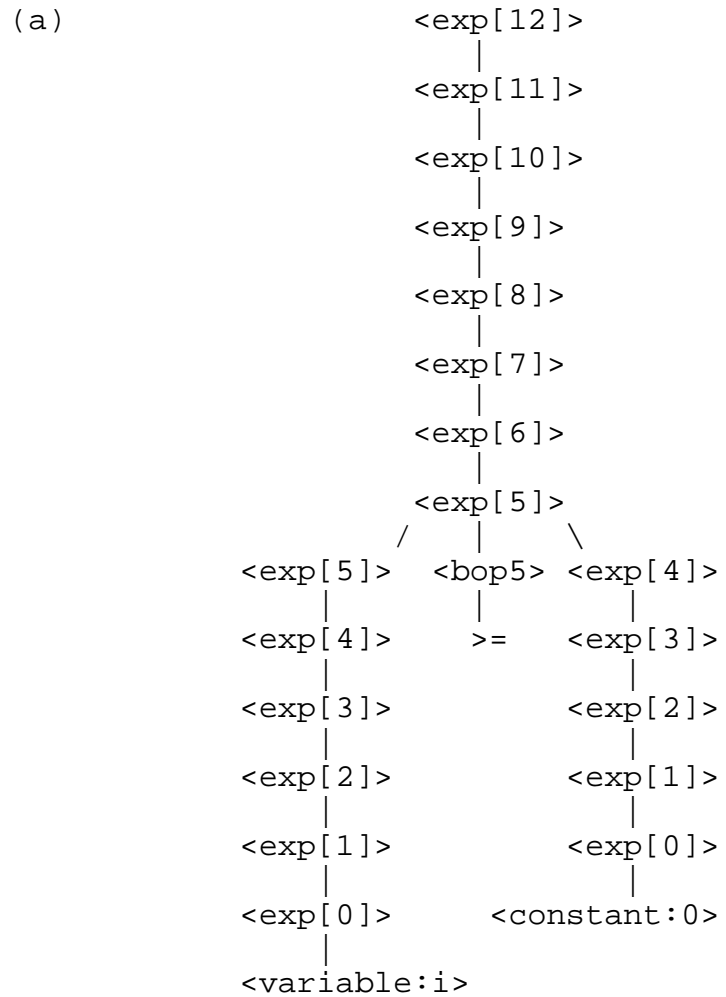 (a) <exp[12]>
|
<exp[11]>
|
<exp[10]>
|
<exp[9]>
|
<exp[8]>
|
<exp[7]>
|
<exp[6]>
|
<exp[5]>
/ | \
<exp[5]> <bop5> <exp[4]>
| | |
<exp[4]> >= <exp[3]>
| |
<exp[3]> <exp[2]>
| |
<exp[2]> <exp[1]>
| |
<exp[1]> <exp[0]>
| |
<exp[0]> <constant:0>
|
<variable:i>